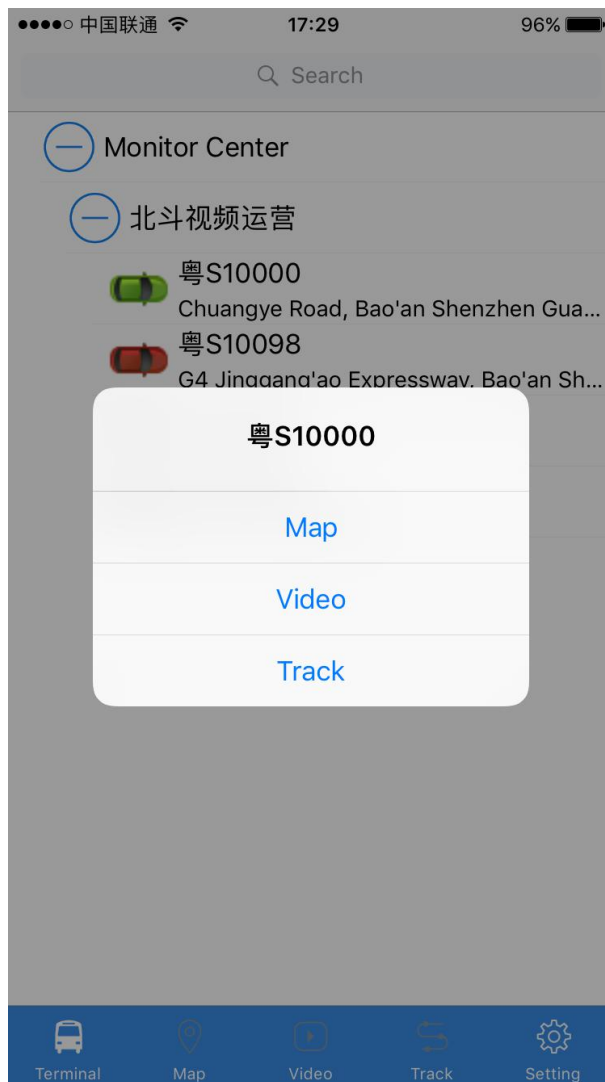 中国联通 17:29 96%
Search
Monitor Center
北斗视频运营
粤S10000
Chuangye Road, Bao'an Shenzhen Gua...
粤S10098
G4 Jinggang'ao Expressway, Bao'an Sh...
粤S10000
Map
Video
Track
Terminal Map Video Track Setting